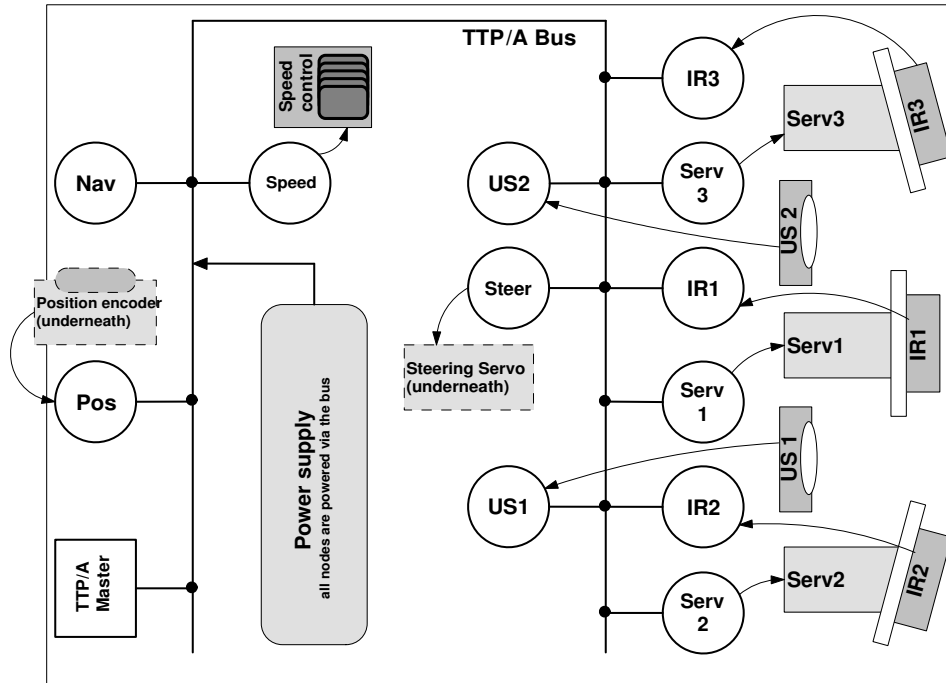 TTP/A Bus
Speed
control
IR3
Serv3
IR3
Nav
Speed
US2
Serv
3
US 2
Position encoder
(underneath)
Steer
IR1
Serv1
IR1
Steering Servo
(underneath)
Pos
Serv
1
US 1
Power supply
all nodes are powered via the bus
US1
IR2
Serv2
IR2
TTP/A
Master
Serv
2